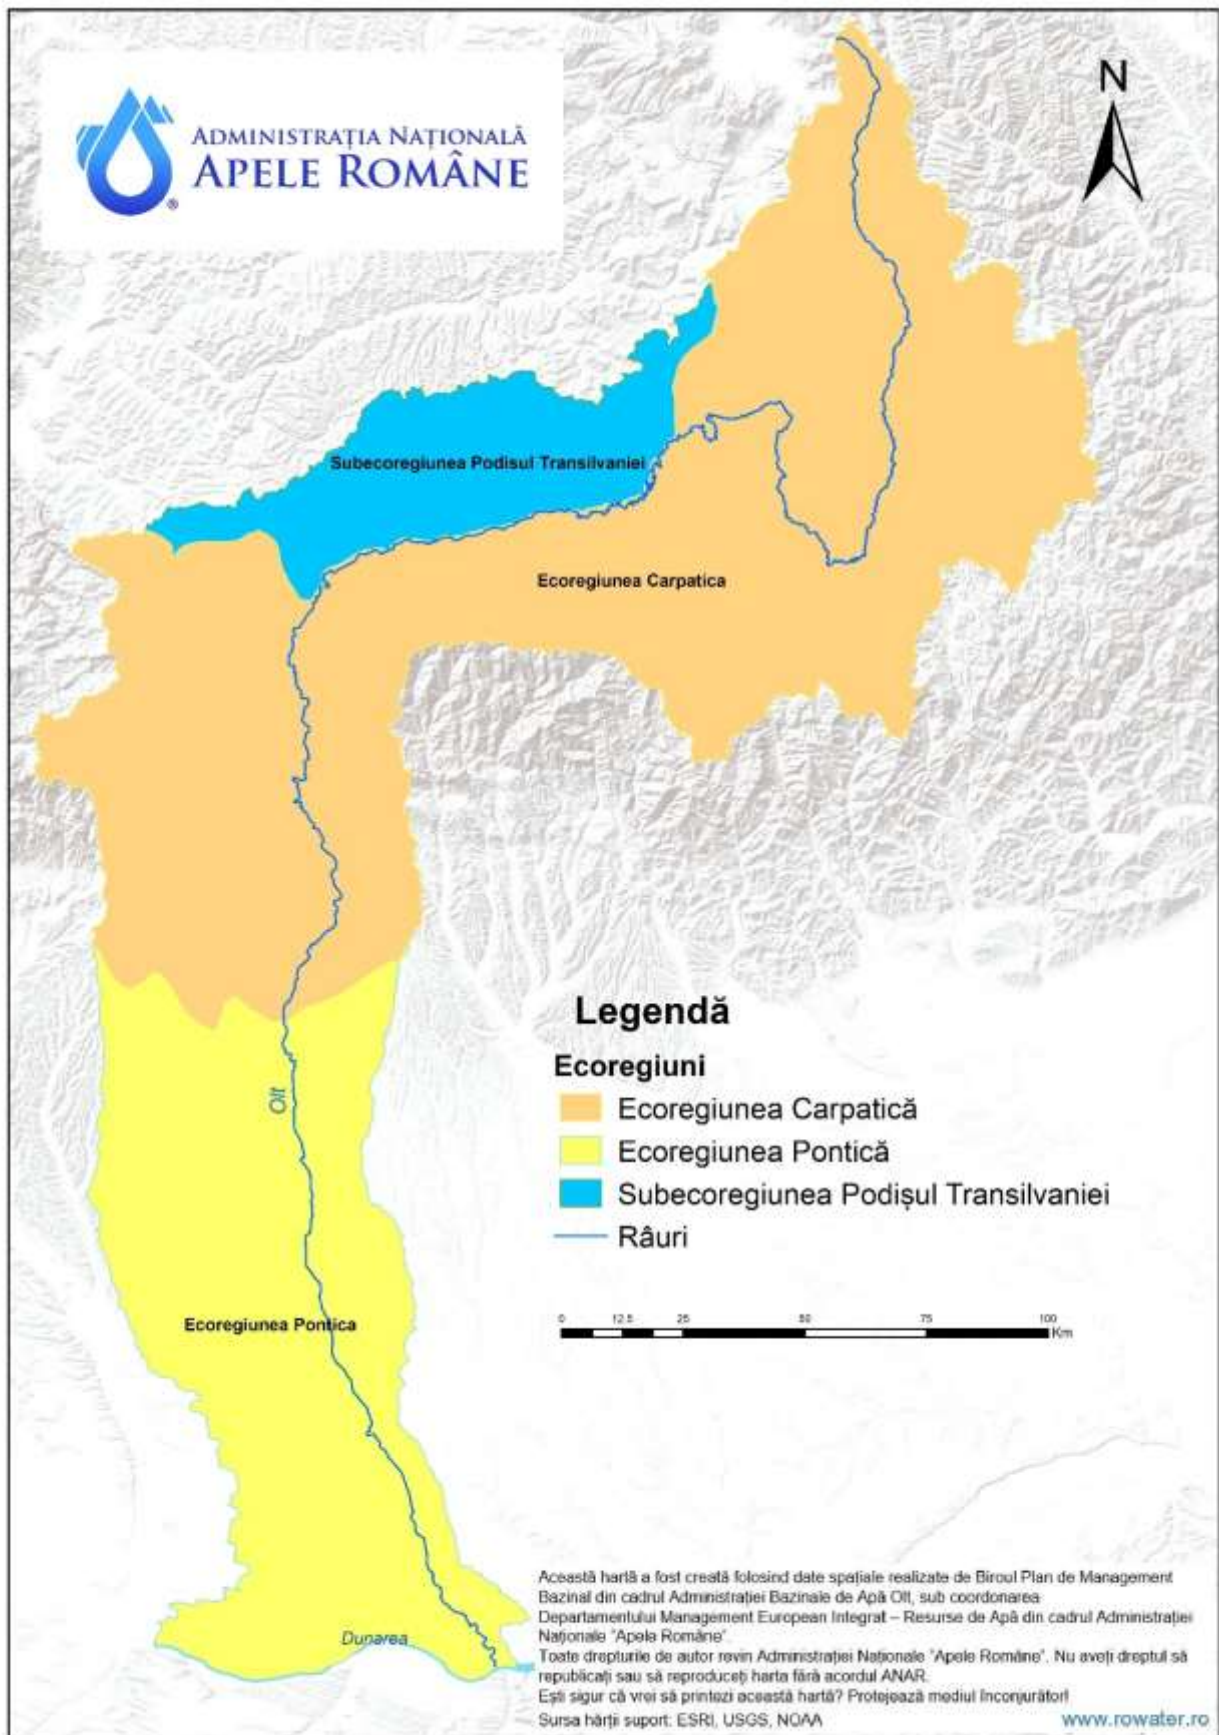 ADMINISTRAȚIA NAȚIONALĂ
APELE ROMÂNE
®
N
Subecoregiunea Podisul Transilvaniei
Ecoregiunea Carpatica
Legendă
Ecoregiuni
Ecoregiunea Carpatică
Ecoregiunea Pontică
Subecoregiunea Podișul Transilvaniei
Râuri
Olt
Ecoregiunea Pontica
0 12.5 25 50 75 100
Km
Dunarea
Această hartă a fost creată folosind date spațiale realizate de Biroul Plan de Management
Bazinal din cadrul Administrației Bazinale de Apă Olt, sub coordonarea
Departamentului Management European Integrat – Resurse de Apă din cadrul Administrației
Naționale "Apele Române".
Toate drepturile de autor revin Administrației Naționale "Apele Române". Nu aveți dreptul să
republicați sau să reproduceți harta fără acordul ANAR.
Ești sigur că vrei să printezi această hartă? Protejează mediul înconjurător!
Sursa hărții suport: ESRI, USGS, NOAA
www.rowater.ro